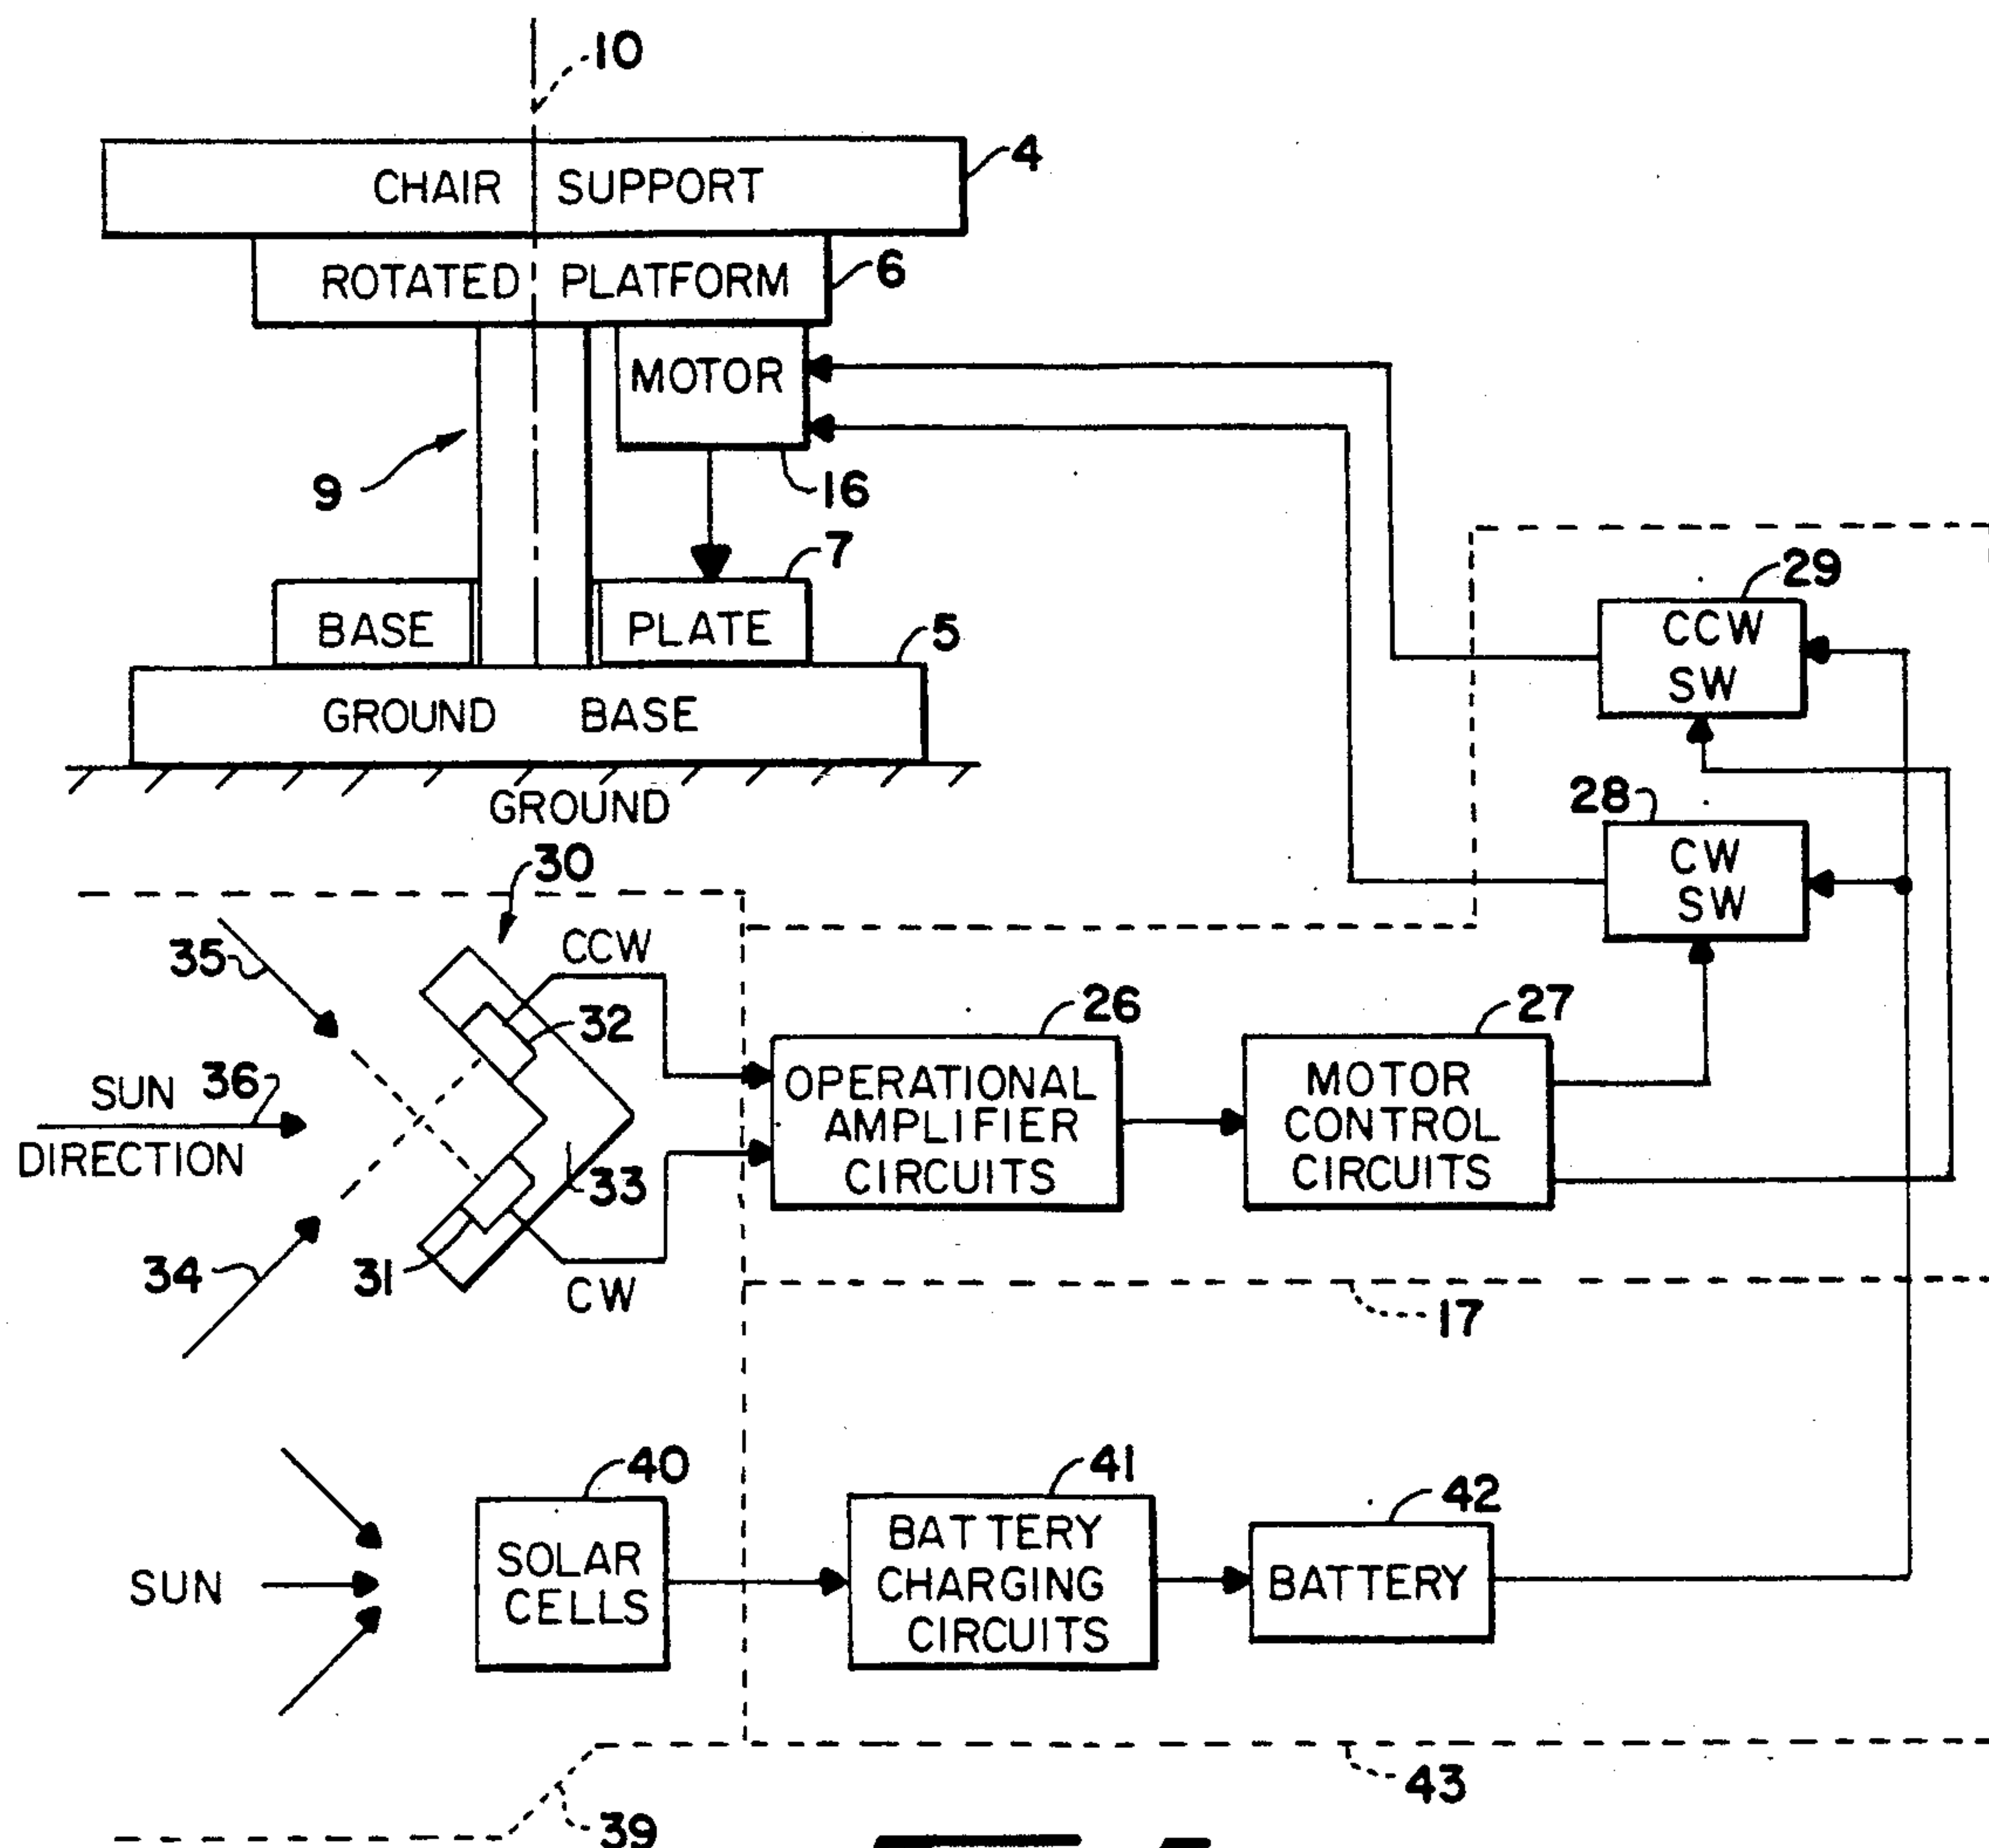 10
CHAIR SUPPORT
4
ROTATED PLATFORM
6
MOTOR
9
16
7
BASE
PLATE
5
GROUND BASE
GROUND
29
CCW
SW
28
CW
SW
30
35
CCW
32
SUN 36
DIRECTION
33
34
31
CW
26
OPERATIONAL
AMPLIFIER
CIRCUITS
27
MOTOR
CONTROL
CIRCUITS
17
SUN
40
SOLAR
CELLS
41
BATTERY
CHARGING
CIRCUITS
42
BATTERY
43
39